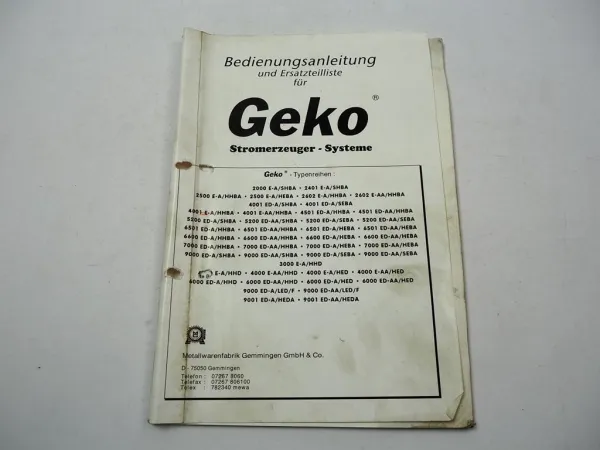 Bedienungsanleitung
und Ersatzteilliste
für
Geko®
Stromerzeuger - Systeme
Geko® - Typenreihen :
2000 E-A/SHBA • 2401 E-A/SHBA
2500 E-A/HHBA • 2500 E-A/HEBA • 2602 E-A/HHBA • 2602 E-AA/HHBA
4001 ED-A/SHBA • 4001 ED-A/SEBA
4001 E-A/HHBA • 4001 E-AA/HHBA • 4501 ED-A/HHBA • 4501 ED-AA/HHBA
5200 ED-A/SHBA • 5200 ED-AA/SHBA • 5200 ED-A/SEBA • 5200 ED-AA/SEBA
6501 ED-A/HHBA • 6501 ED-AA/HHBA • 6501 ED-A/HEBA • 6501 ED-AA/HEBA
6600 ED-A/HHBA • 6600 ED-AA/HHBA • 6600 ED-A/HEBA • 6600 ED-AA/HEBA
7000 ED-A/HHBA • 7000 ED-AA/HHBA • 7000 ED-A/HEBA • 7000 ED-AA/HEBA
9000 ED-A/SHBA • 9000 ED-AA/SHBA • 9000 ED-A/SEBA • 9000 ED-AA/SEBA
3000 E-A/HHD
E-A/HHD • 4000 E-AA/HHD • 4000 E-A/HED • 4000 E-AA/HED
6000 ED-A/HHD • 6000 ED-AA/HHD • 6000 ED-A/HED • 6000 ED-AA/HED
9000 ED-A/LED/F • 9000 ED-AA/LED/F
9001 ED-A/HEDA • 9001 ED-AA/HEDA
Metallwarenfabrik Gemmingen GmbH & Co.
D - 75050 Gemmingen
Telefon : 07267 8060
Telefax : 07267 806100
Telex : 782340 mewa